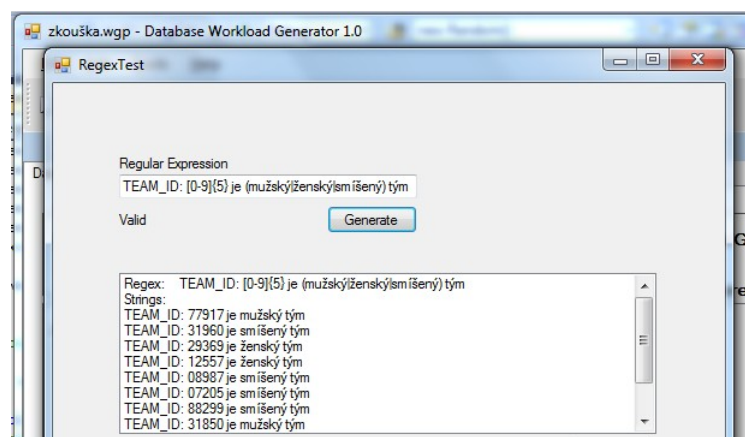 zkouška.wgp - Database Workload Generator 1.0
RegexTest
Regular Expression
TEAM_ID: [0-9]{5} je (mužský|ženský|smíšený) tým
Valid
Generate
Regex: TEAM_ID: [0-9]{5} je (mužský|ženský|smíšený) tým
Strings:
TEAM_ID: 77917 je mužský tým
TEAM_ID: 31960 je smíšený tým
TEAM_ID: 29369 je ženský tým
TEAM_ID: 12557 je ženský tým
TEAM_ID: 08987 je smíšený tým
TEAM_ID: 07205 je smíšený tým
TEAM_ID: 88299 je smíšený tým
TEAM_ID: 31850 je mužský tým